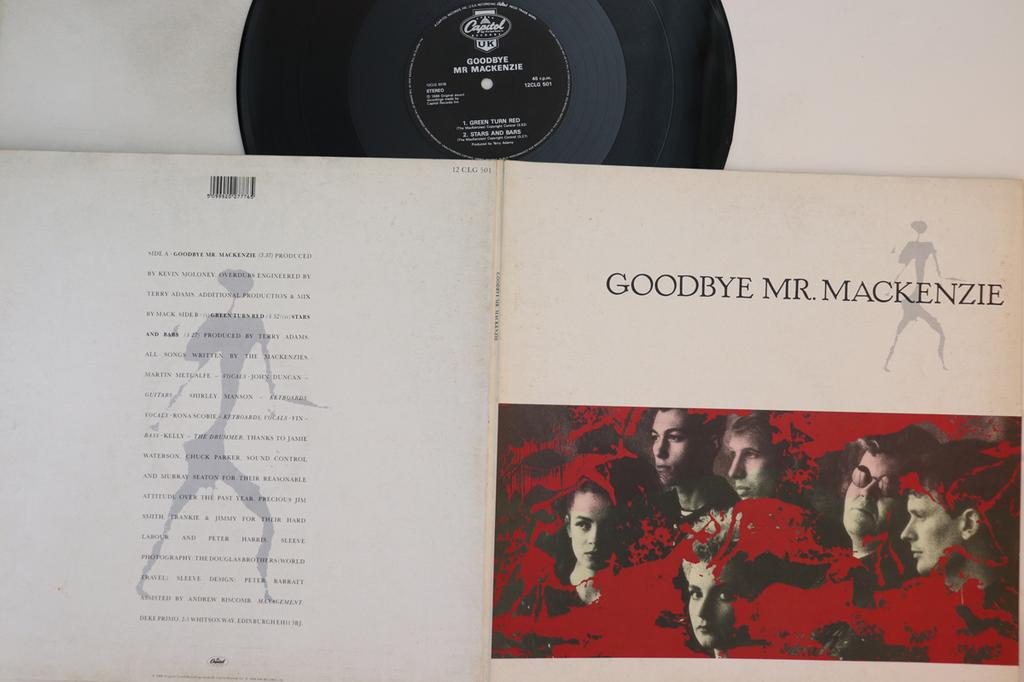 Capitol
UK
GOODBYE
MR MACKENZIE
45 r.p.m.
STEREO
12CLG 501
1. GREEN TURN RED
2. STARS AND BARS
Produced by Terry Adams
12 CLG 501
5099920277765
SIDE A · GOODBYE MR. MACKENZIE (3.37) PRODUCED
BY KEVIN MOLONEY, OVERDUBS ENGINEERED BY
TERRY ADAMS. ADDITIONAL PRODUCTION & MIX
BY MACK SIDE B · (i) GREEN TURN RED (3.52) (ii) STARS
AND BARS (3.27) PRODUCED BY TERRY ADAMS.
ALL SONGS WRITTEN BY THE MACKENZIES.
MARTIN METCALFE – VOCALS · JOHN DUNCAN –
GUITARS · SHIRLEY MANSON – KEYBOARDS,
VOCALS · RONA SCOBIE – KEYBOARDS, VOCALS · FIN –
BASS · KELLY – THE DRUMMER. THANKS TO JAMIE
WATERSON, CHUCK PARKER, SOUND CONTROL
AND MURRAY SEATON FOR THEIR REASONABLE
ATTITUDE OVER THE PAST YEAR. PRECIOUS JIM
SMITH, FRANKIE & JIMMY FOR THEIR HARD
LABOUR AND PETER HARRIS. SLEEVE
PHOTOGRAPHY: THE DOUGLAS BROTHERS/WORLD
TRAVEL; SLEEVE DESIGN: PETER BARRATT
ASSISTED BY ANDREW BISCOMB. MANAGEMENT:
DEKE PRIMO, 2-3 WHITSON WAY, EDINBURGH EH11 3BJ.
Capitol
GOODBYE MR. MACKENZIE
GOODBYE MR. MACKENZIE